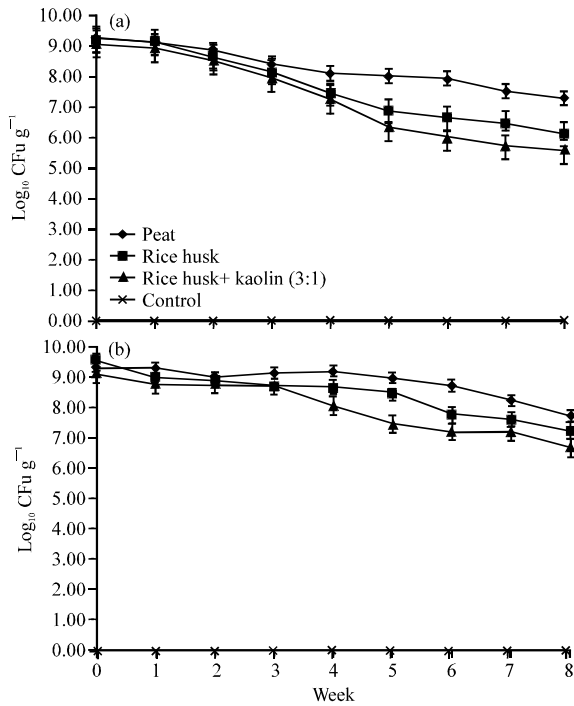 (a)
10.00
9.00
8.00
7.00
6.00
5.00
4.00
3.00
2.00
1.00
0.00
Log₁₀ CFu g⁻¹
Peat
Rice husk
Rice husk+ kaolin (3:1)
Control
(b)
10.00
9.00
8.00
7.00
6.00
5.00
4.00
3.00
2.00
1.00
0.00
Log₁₀ CFu g⁻¹
0 1 2 3 4 5 6 7 8
Week